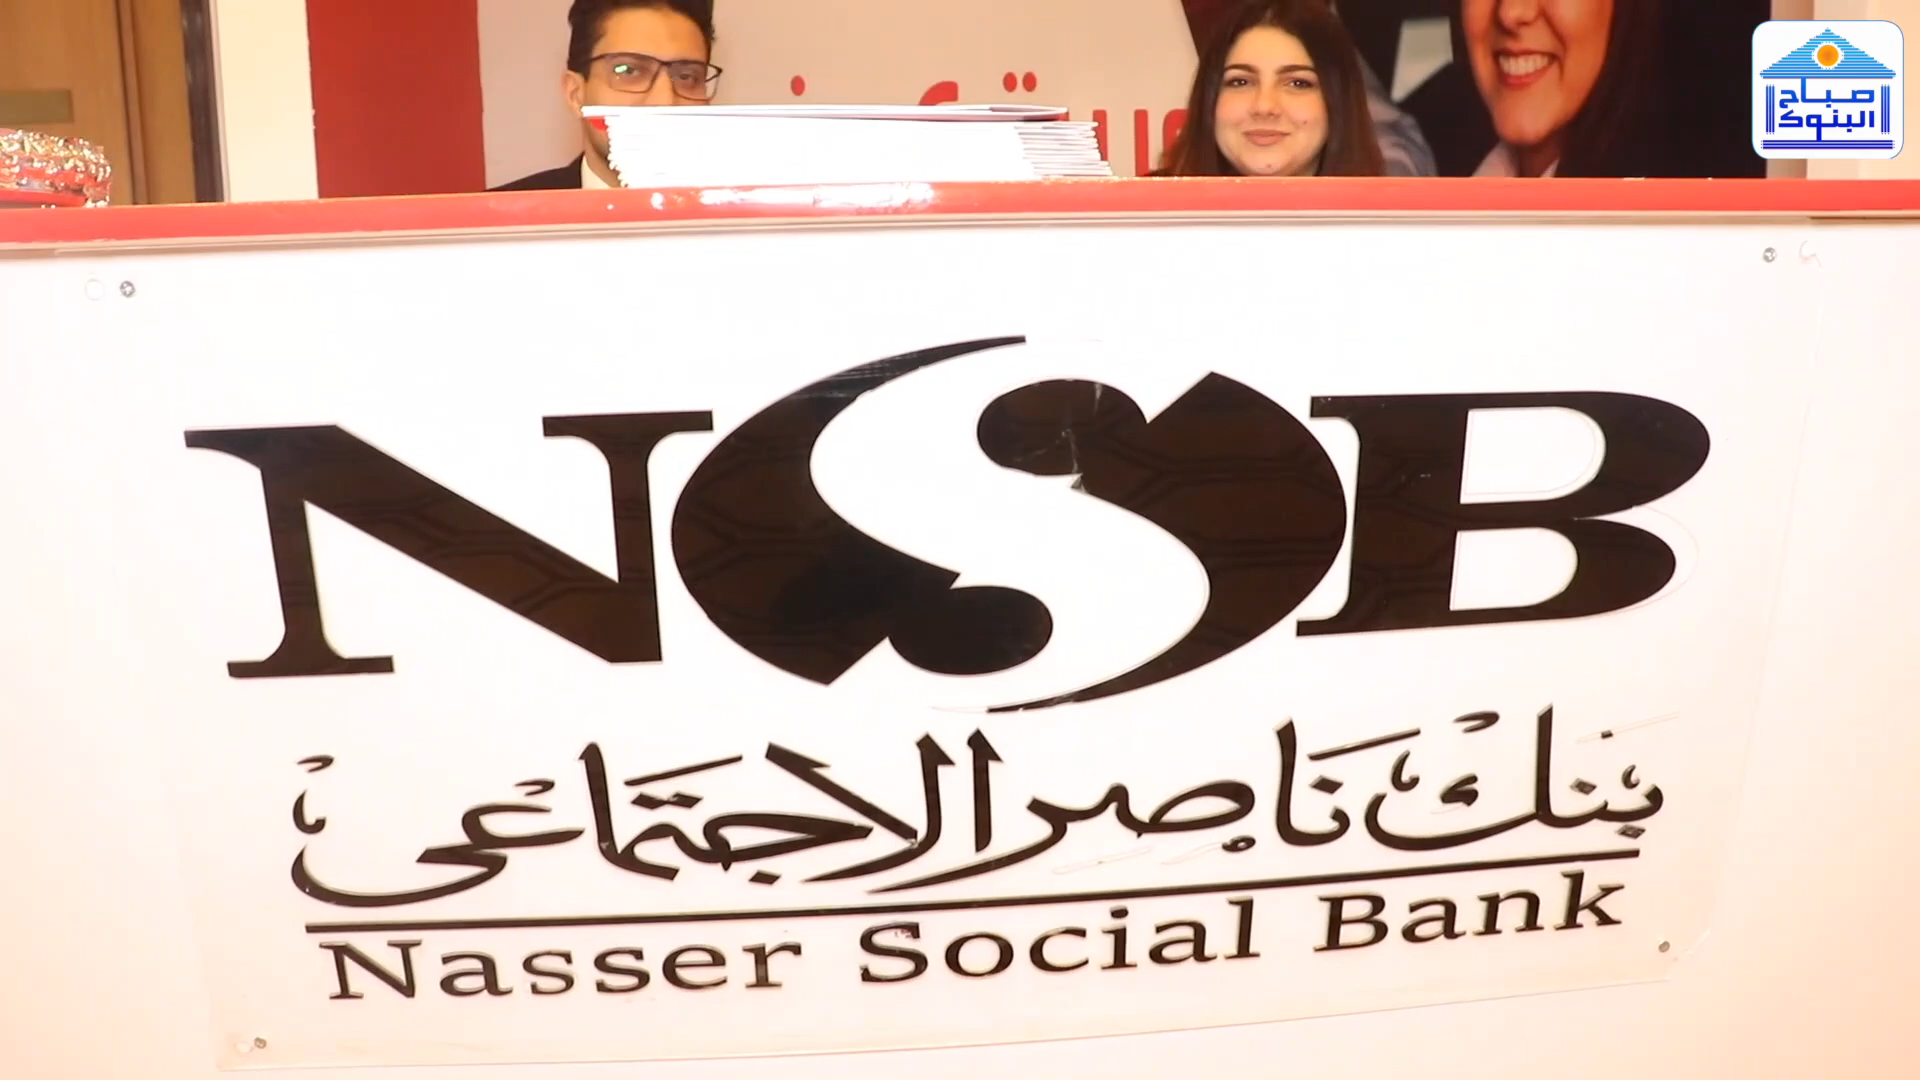 صباح
البنوك
NSB
بنك ناصر الاجتماعى
Nasser Social Bank